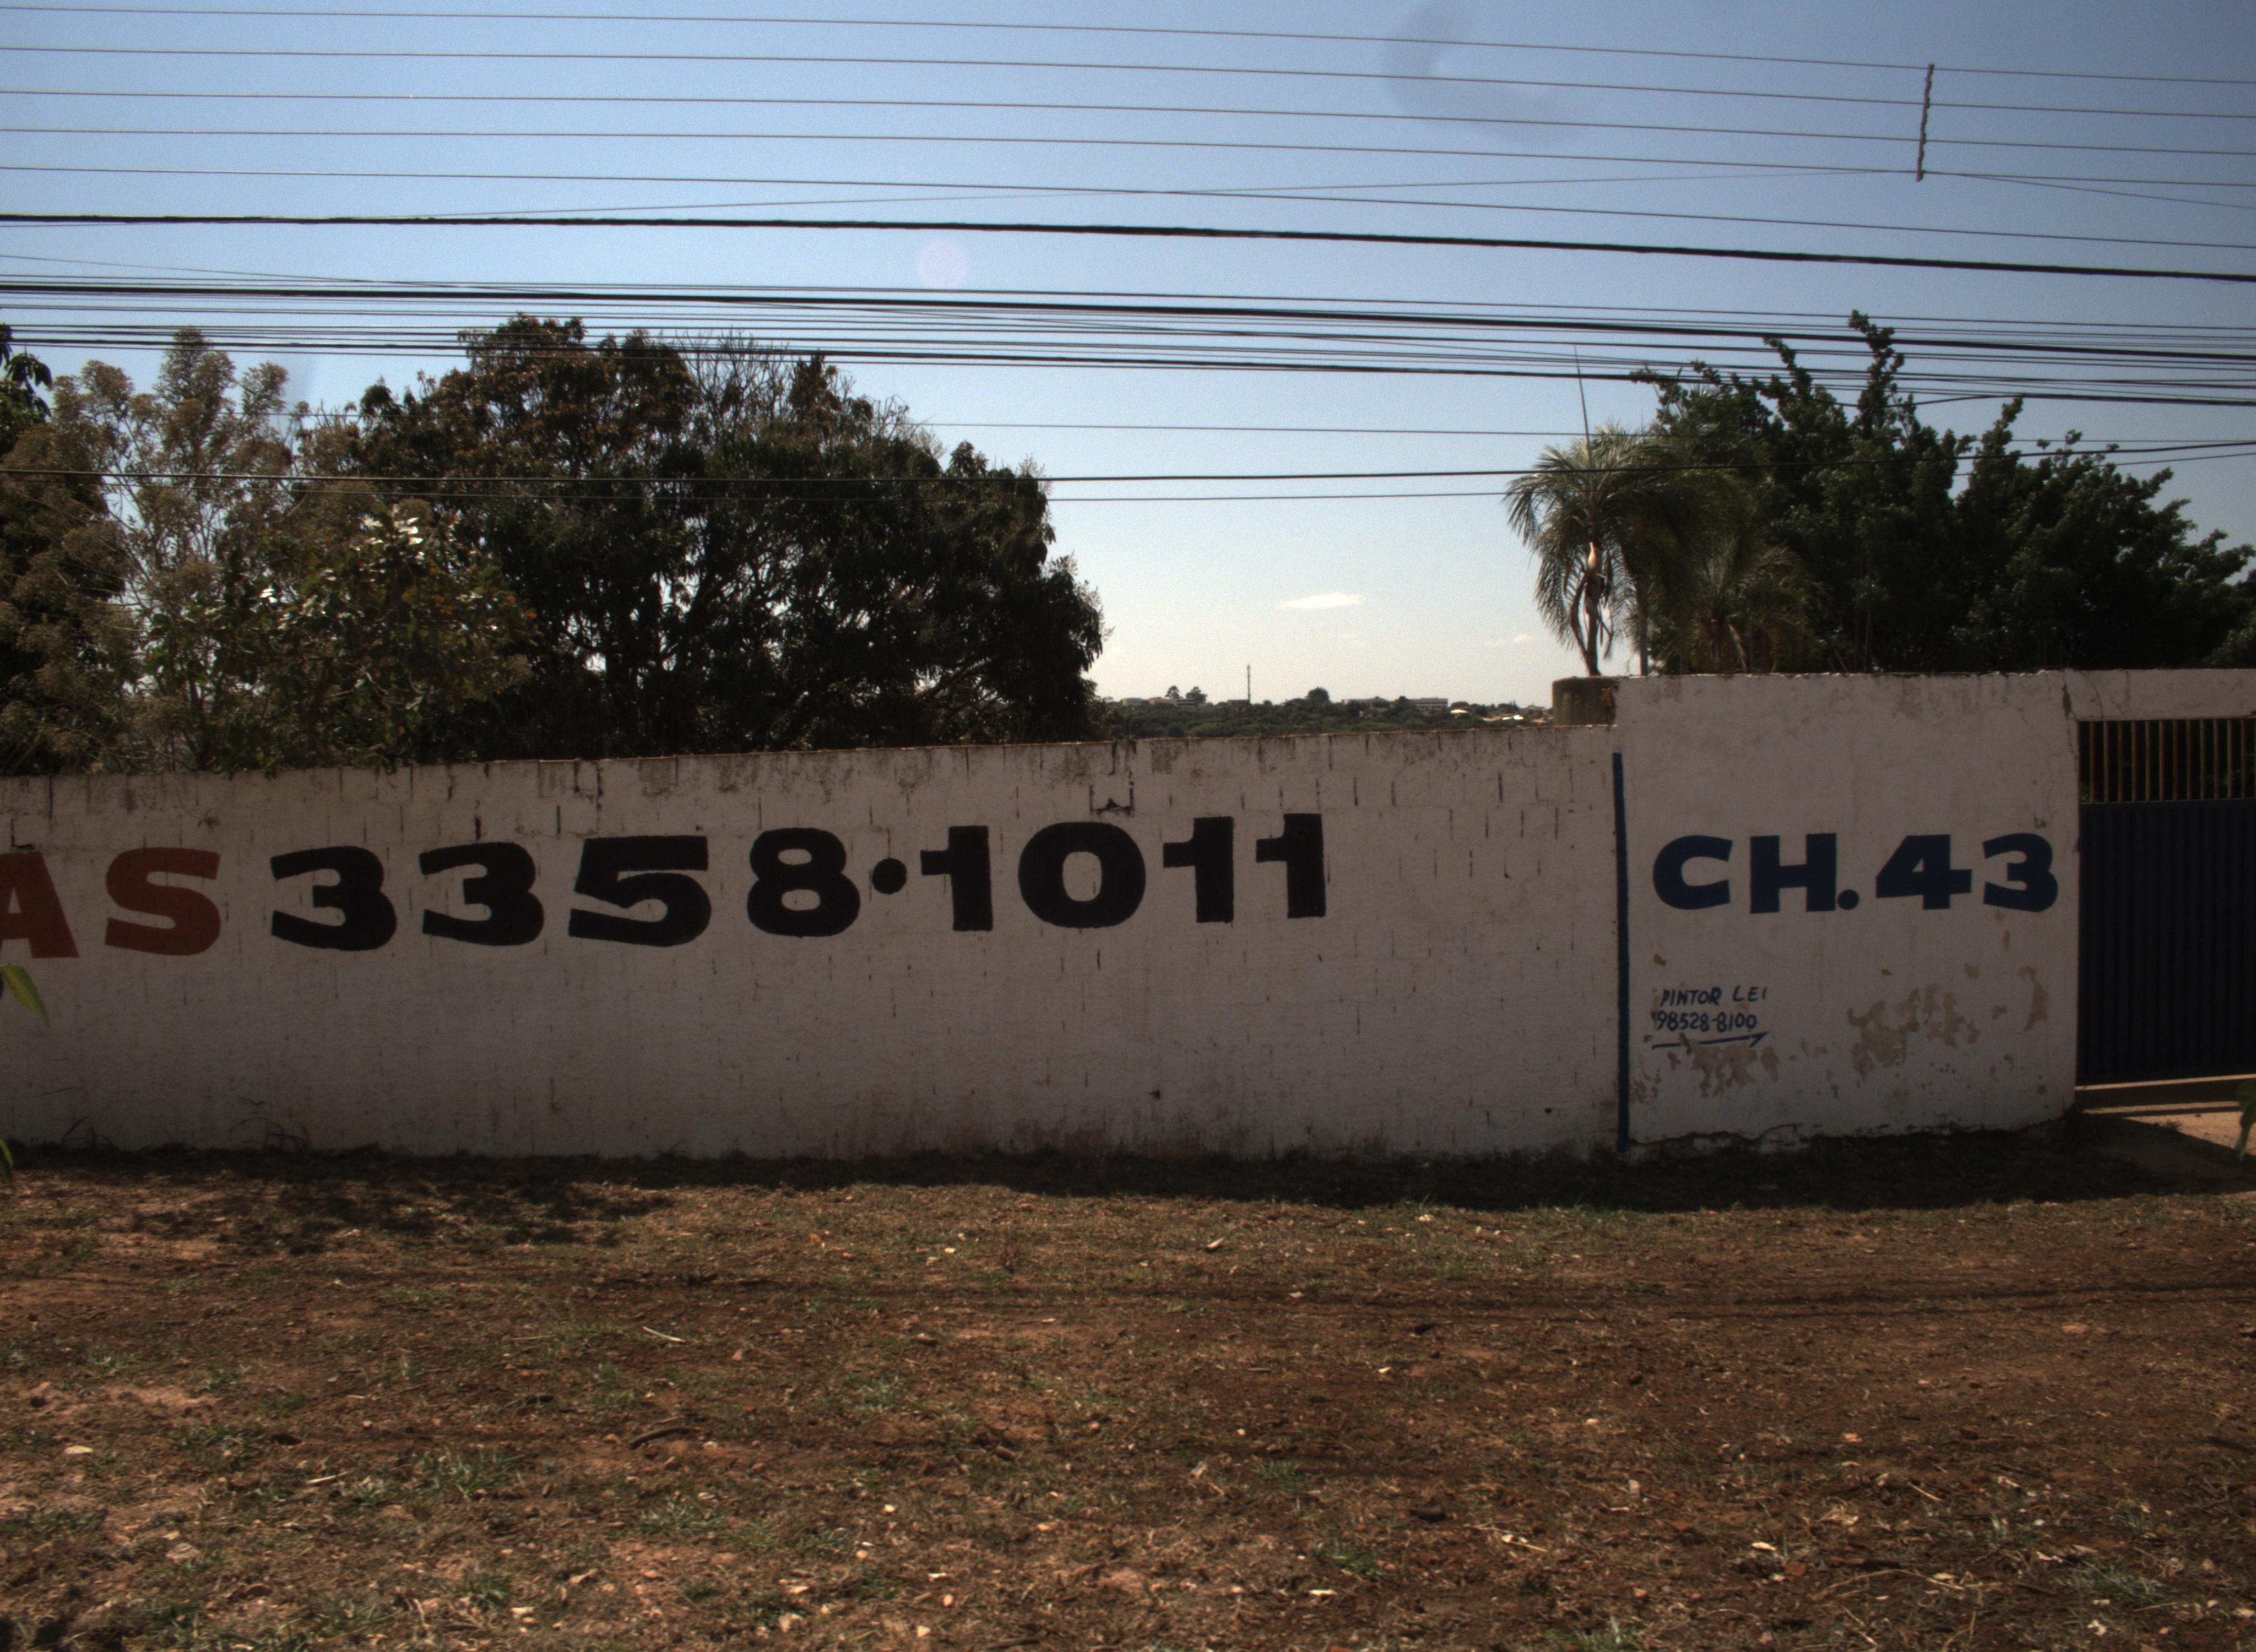 AS 3358·1011
CH. 43
PINTOR LEI
98528-8100